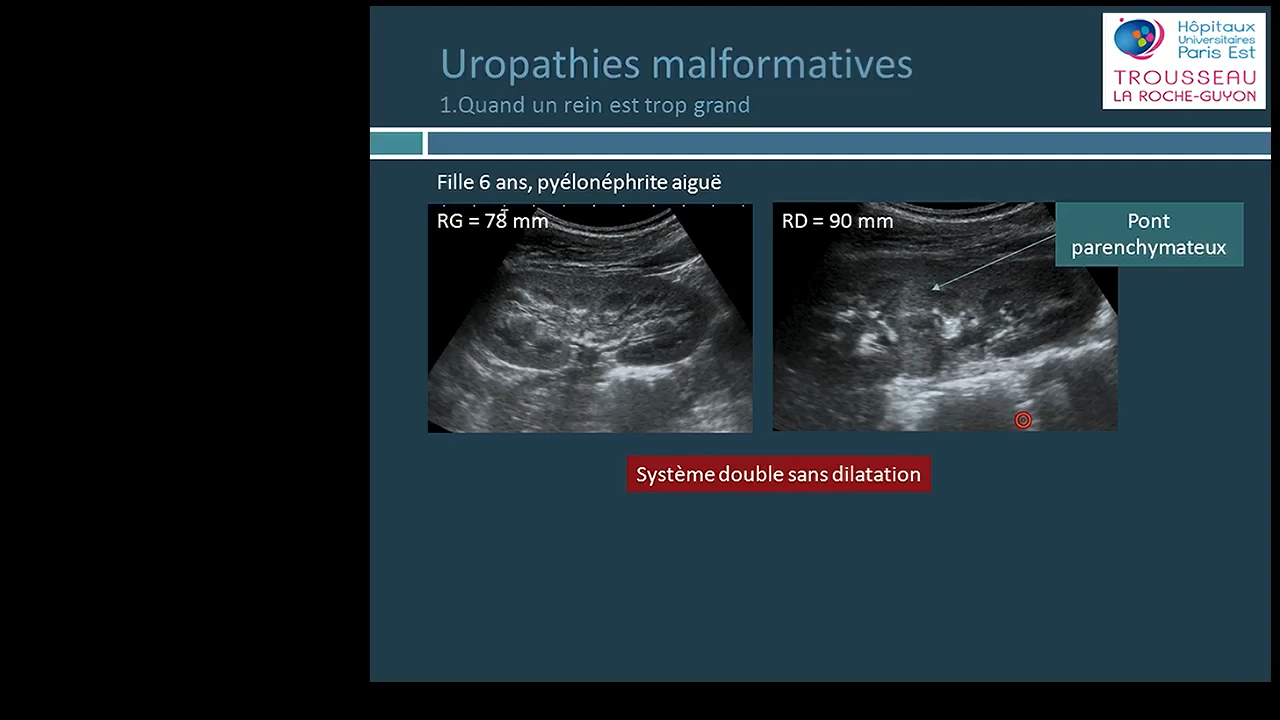 Uropathies malformatives
1.Quand un rein est trop grand
Hôpitaux
Universitaires
Paris Est
TROUSSEAU
LA ROCHE-GUYON
Fille 6 ans, pyélonéphrite aiguë
RG = 78 mm
RD = 90 mm
Pont
parenchymateux
Système double sans dilatation